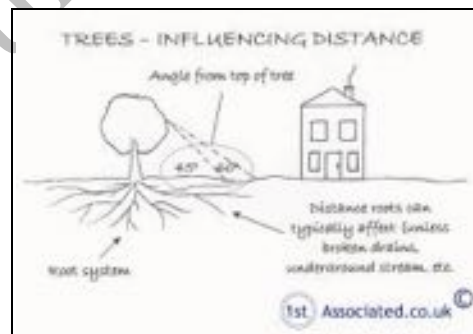 TREES - INFLUENCING DISTANCE
Angle from top of tree
45° 60°
Distance roots can
typically affect (unless
broken drains,
underground stream, etc.
Root system
1st Associated.co.uk ©